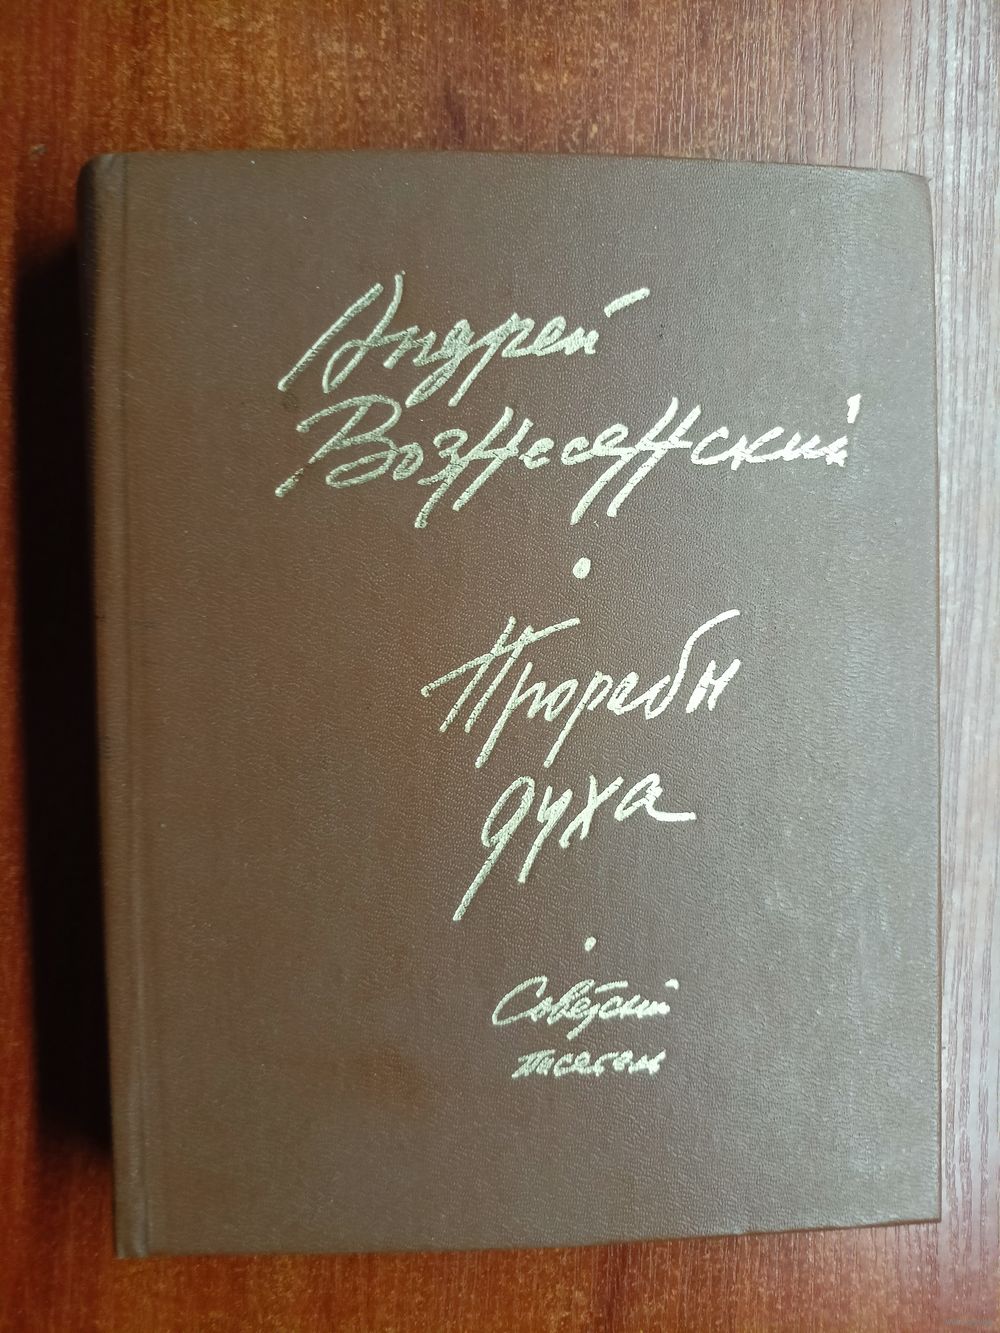 Андрей
Вознесенский
Прорабы
духа
Советский
писатель